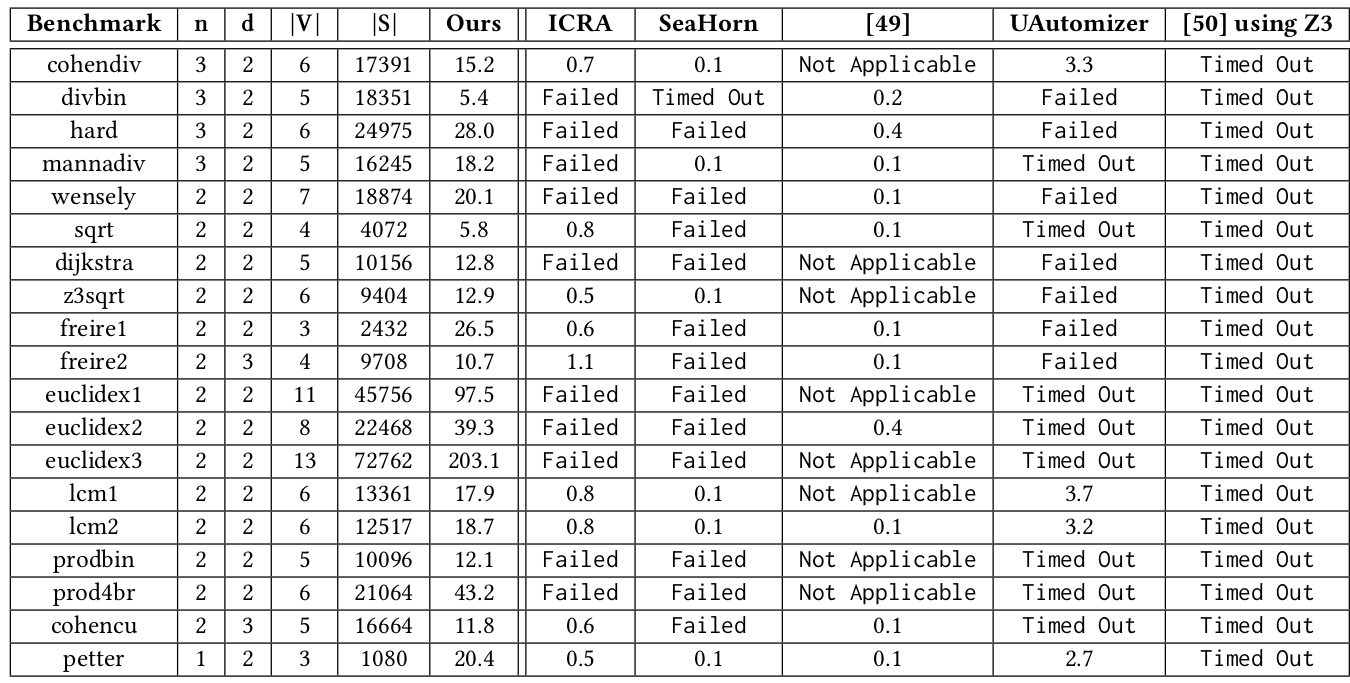 Benchmark n d |V| |S| Ours ICRA SeaHorn [49] UAutomizer [50] using Z3
cohendiv 3 2 6 17391 15.2 0.7 0.1 Not Applicable 3.3 Timed Out
divbin 3 2 5 18351 5.4 Failed Timed Out 0.2 Failed Timed Out
hard 3 2 6 24975 28.0 Failed Failed 0.4 Failed Timed Out
mannadiv 3 2 5 16245 18.2 Failed 0.1 0.1 Timed Out Timed Out
wensely 2 2 7 18874 20.1 Failed Failed 0.1 Failed Timed Out
sqrt 2 2 4 4072 5.8 0.8 Failed 0.1 Timed Out Timed Out
dijkstra 2 2 5 10156 12.8 Failed Failed Not Applicable Failed Timed Out
z3sqrt 2 2 6 9404 12.9 0.5 0.1 Not Applicable Failed Timed Out
freire1 2 2 3 2432 26.5 0.6 Failed 0.1 Failed Timed Out
freire2 2 3 4 9708 10.7 1.1 Failed 0.1 Failed Timed Out
euclidex1 2 2 11 45756 97.5 Failed Failed Not Applicable Timed Out Timed Out
euclidex2 2 2 8 22468 39.3 Failed Failed 0.4 Timed Out Timed Out
euclidex3 2 2 13 72762 203.1 Failed Failed Not Applicable Timed Out Timed Out
lcm1 2 2 6 13361 17.9 0.8 0.1 Not Applicable 3.7 Timed Out
lcm2 2 2 6 12517 18.7 0.8 0.1 0.1 3.2 Timed Out
prodbin 2 2 5 10096 12.1 Failed Failed Not Applicable Timed Out Timed Out
prod4br 2 2 6 21064 43.2 Failed Failed Not Applicable Timed Out Timed Out
cohencu 2 3 5 16664 11.8 0.6 Failed 0.1 Timed Out Timed Out
petter 1 2 3 1080 20.4 0.5 0.1 0.1 2.7 Timed Out